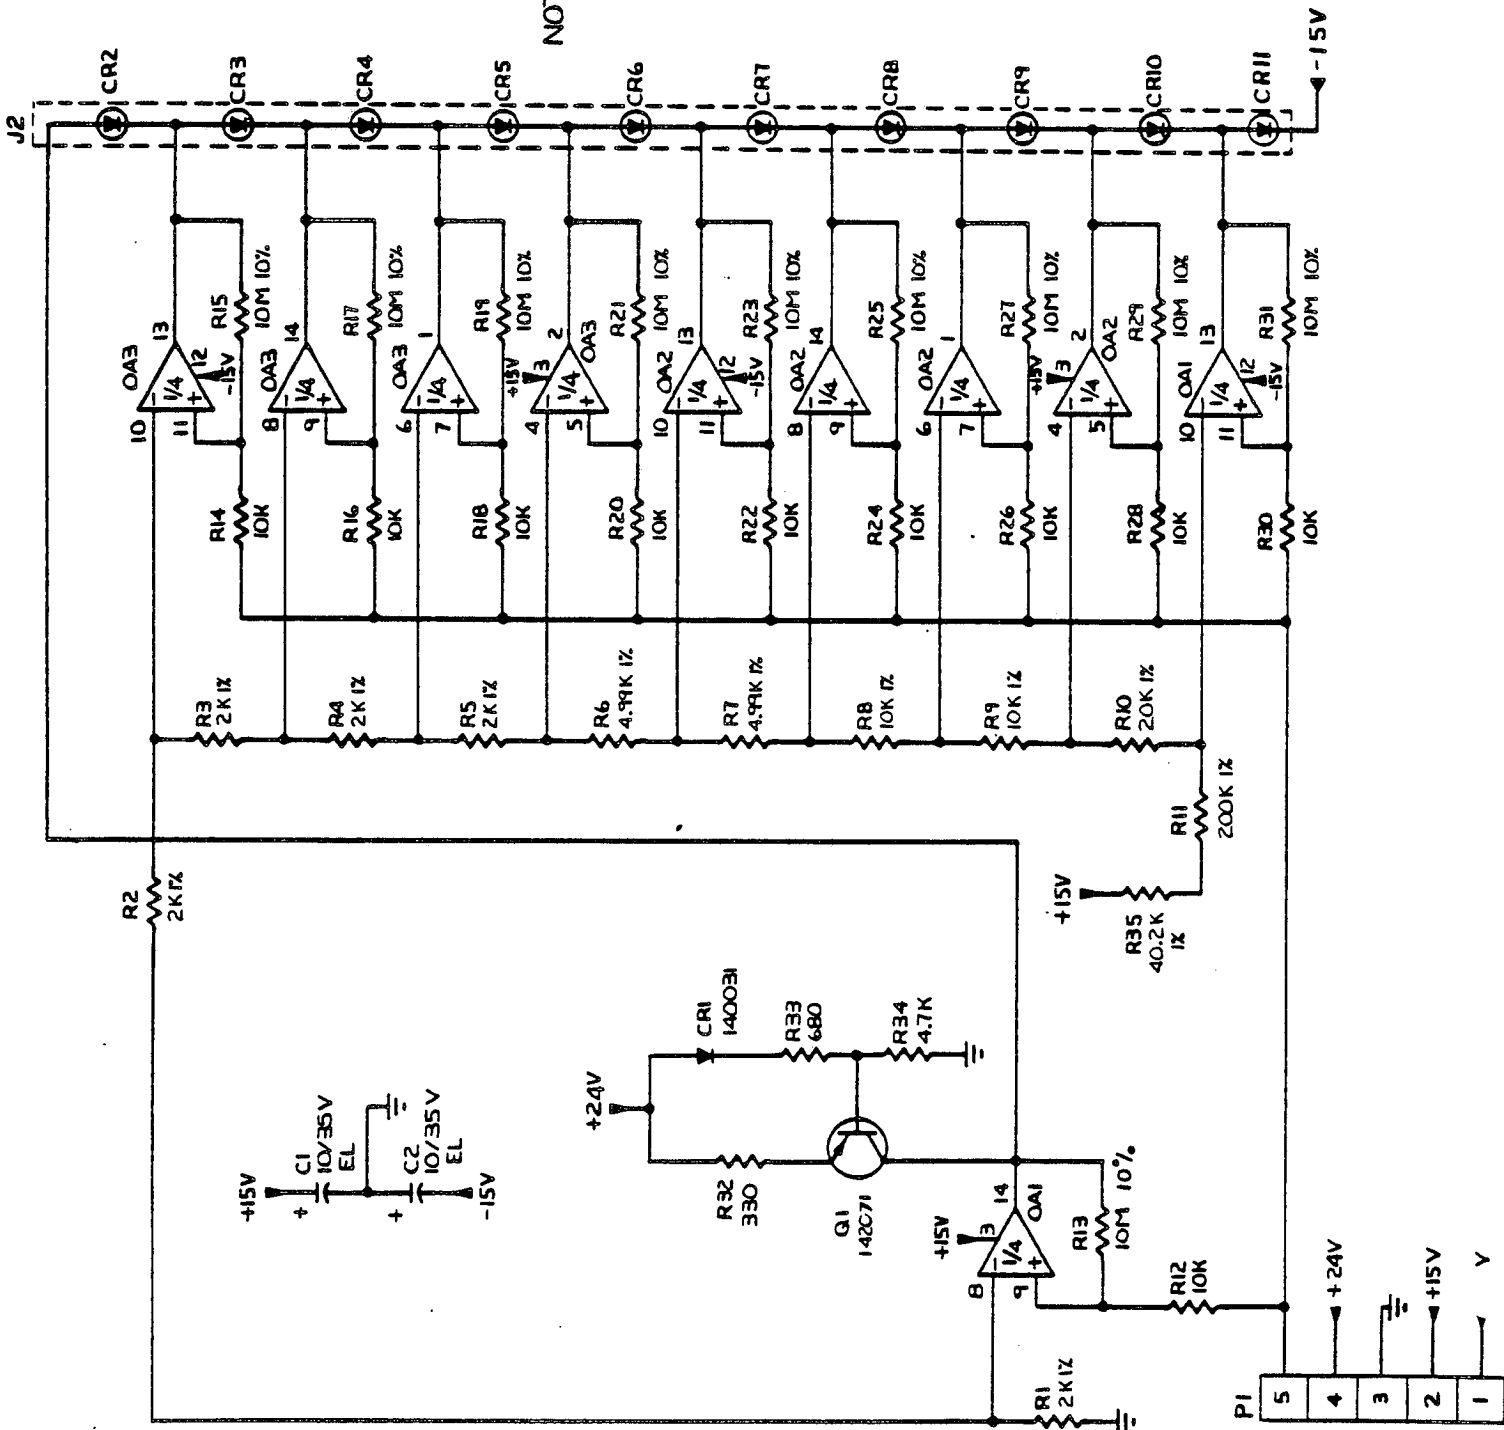 J2
CR2
CR3
CR4
CR5
CR6
CR7
CR8
CR9
CR10
CR11
-15V
NOT
OA3
10
11
-
+
1/4
13
12
-15V
R15
10M 10%
R14
10K
OA3
8
9
-
+
1/4
14
R17
10M 10%
R16
10K
OA3
6
7
-
+
1/4
1
R19
10M 10%
R18
10K
+15V
3
OA3
4
5
-
+
1/4
2
R21
10M 10%
R20
10K
OA2
10
11
-
+
1/4
13
12
-15V
R23
10M 10%
R22
10K
OA2
8
9
-
+
1/4
14
R25
10M 10%
R24
10K
OA2
6
7
-
+
1/4
1
R27
10M 10%
R26
10K
+15V
3
OA2
4
5
-
+
1/4
2
R29
10M 10%
R28
10K
OA1
10
11
-
+
1/4
13
12
-15V
R31
10M 10%
R30
10K
R2
2K 1%
R3
2K 1%
R4
2K 1%
R5
2K 1%
R6
4.99K 1%
R7
4.99K 1%
R8
10K 1%
R9
10K 1%
R10
20K 1%
R11
200K 1%
+15V
R35
40.2K
1%
+15V
+
C1
10/35V
EL
+
C2
10/35V
EL
-15V
+24V
CR1
140031
R33
680
R34
4.7K
R32
330
Q1
142071
+15V
3
8
9
-
+
1/4
14
OA1
R13
10M 10%
R12
10K
R1
2K 1%
P1
5
4
+24V
3
2
+15V
1